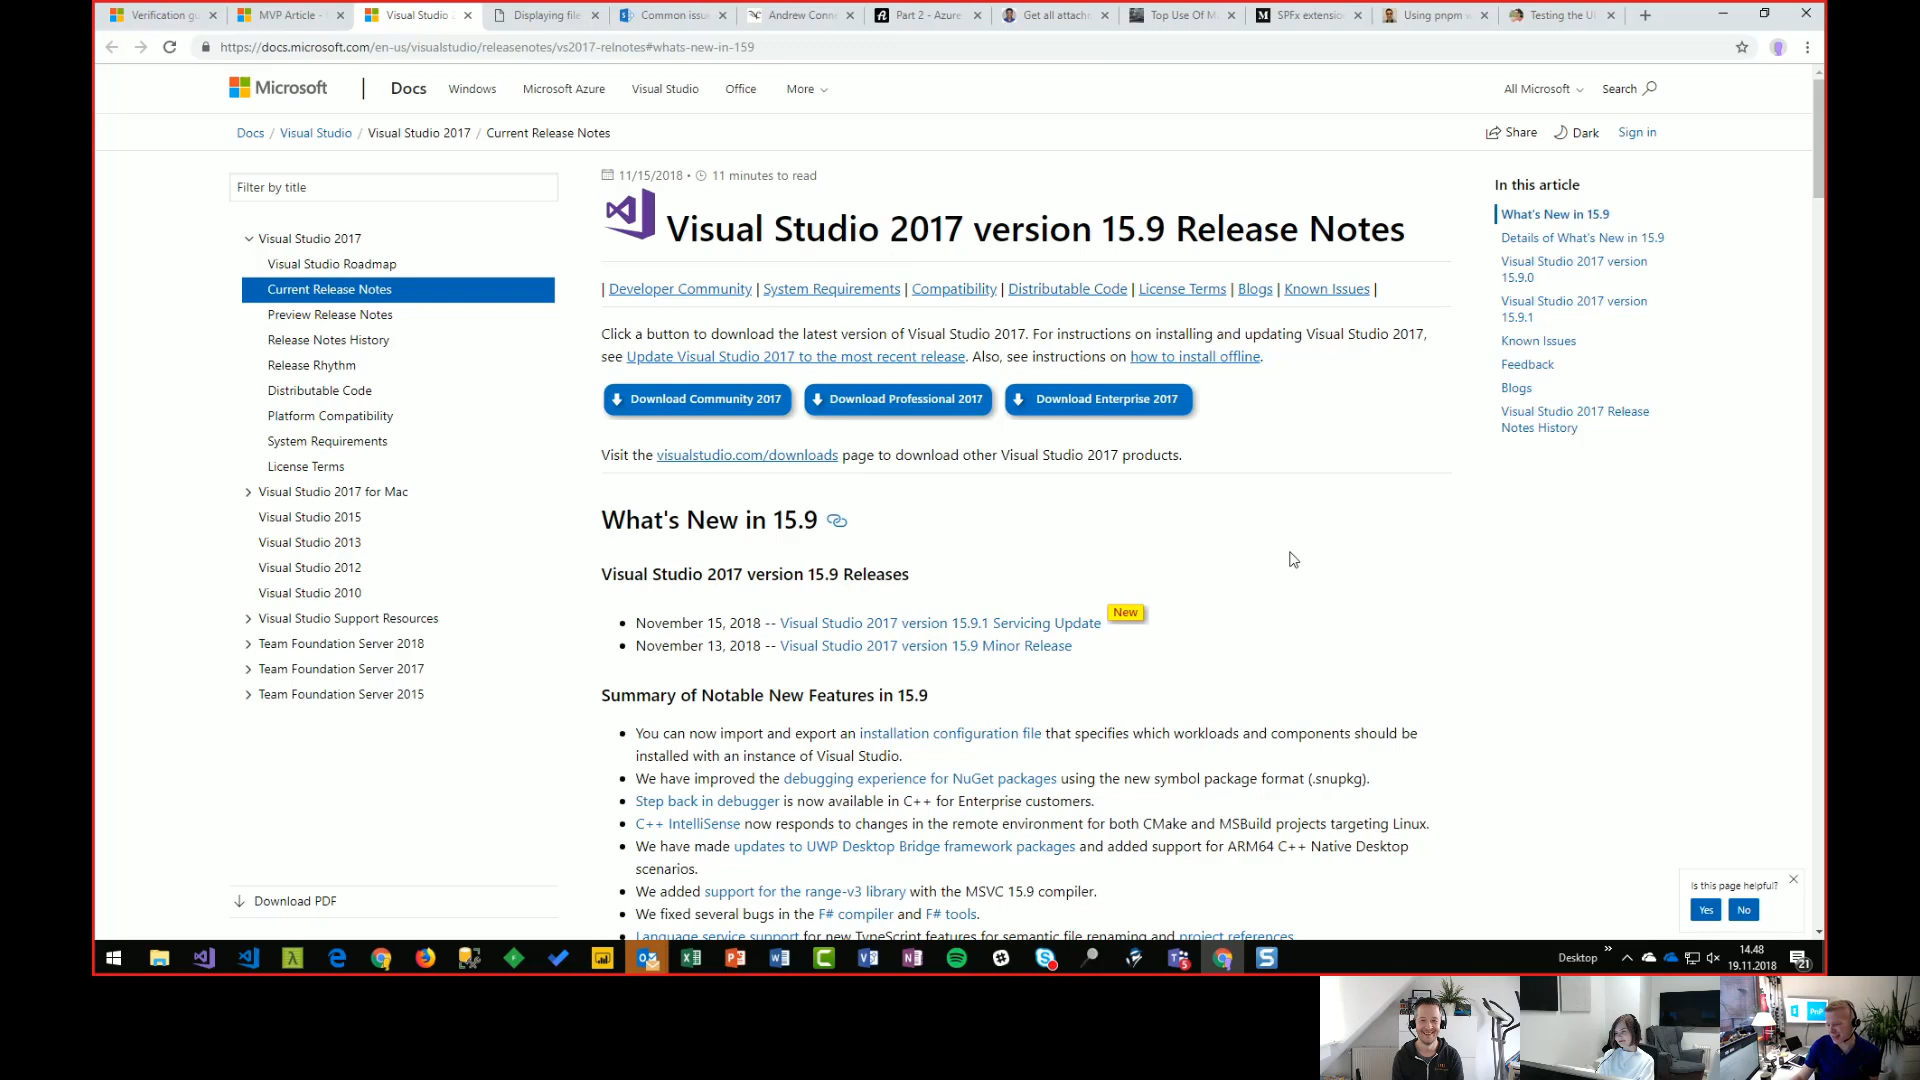 Verification gu
MVP Article -
Visual Studio 2
Displaying file
Common issue
Andrew Conne
Part 2 - Azure
Get all attachm
Top Use Of M
SPFx extension
Using pnpm w
Testing the UI
https://docs.microsoft.com/en-us/visualstudio/releasenotes/vs2017-relnotes#whats-new-in-159
Microsoft
Docs
Windows
Microsoft Azure
Visual Studio
Office
More
All Microsoft
Search
Docs / Visual Studio / Visual Studio 2017 / Current Release Notes
Share
Dark
Sign in
Filter by title
Visual Studio 2017
Visual Studio Roadmap
Current Release Notes
Preview Release Notes
Release Notes History
Release Rhythm
Distributable Code
Platform Compatibility
System Requirements
License Terms
Visual Studio 2017 for Mac
Visual Studio 2015
Visual Studio 2013
Visual Studio 2012
Visual Studio 2010
Visual Studio Support Resources
Team Foundation Server 2018
Team Foundation Server 2017
Team Foundation Server 2015
Download PDF
11/15/2018 • 11 minutes to read
Visual Studio 2017 version 15.9 Release Notes
| Developer Community | System Requirements | Compatibility | Distributable Code | License Terms | Blogs | Known Issues |
Click a button to download the latest version of Visual Studio 2017. For instructions on installing and updating Visual Studio 2017,
see Update Visual Studio 2017 to the most recent release. Also, see instructions on how to install offline.
Download Community 2017
Download Professional 2017
Download Enterprise 2017
Visit the visualstudio.com/downloads page to download other Visual Studio 2017 products.
What's New in 15.9
Visual Studio 2017 version 15.9 Releases
• November 15, 2018 -- Visual Studio 2017 version 15.9.1 Servicing Update New
• November 13, 2018 -- Visual Studio 2017 version 15.9 Minor Release
Summary of Notable New Features in 15.9
• You can now import and export an installation configuration file that specifies which workloads and components should be
installed with an instance of Visual Studio.
• We have improved the debugging experience for NuGet packages using the new symbol package format (.snupkg).
• Step back in debugger is now available in C++ for Enterprise customers.
• C++ IntelliSense now responds to changes in the remote environment for both CMake and MSBuild projects targeting Linux.
• We have made updates to UWP Desktop Bridge framework packages and added support for ARM64 C++ Native Desktop
scenarios.
• We added support for the range-v3 library with the MSVC 15.9 compiler.
• We fixed several bugs in the F# compiler and F# tools.
Language service support for new TypeScript features for semantic file renaming and project references.
In this article
What's New in 15.9
Details of What's New in 15.9
Visual Studio 2017 version
15.9.0
Visual Studio 2017 version
15.9.1
Known Issues
Feedback
Blogs
Visual Studio 2017 Release
Notes History
Is this page helpful?
Yes
No
Desktop
14.48
19.11.2018
21
PnP